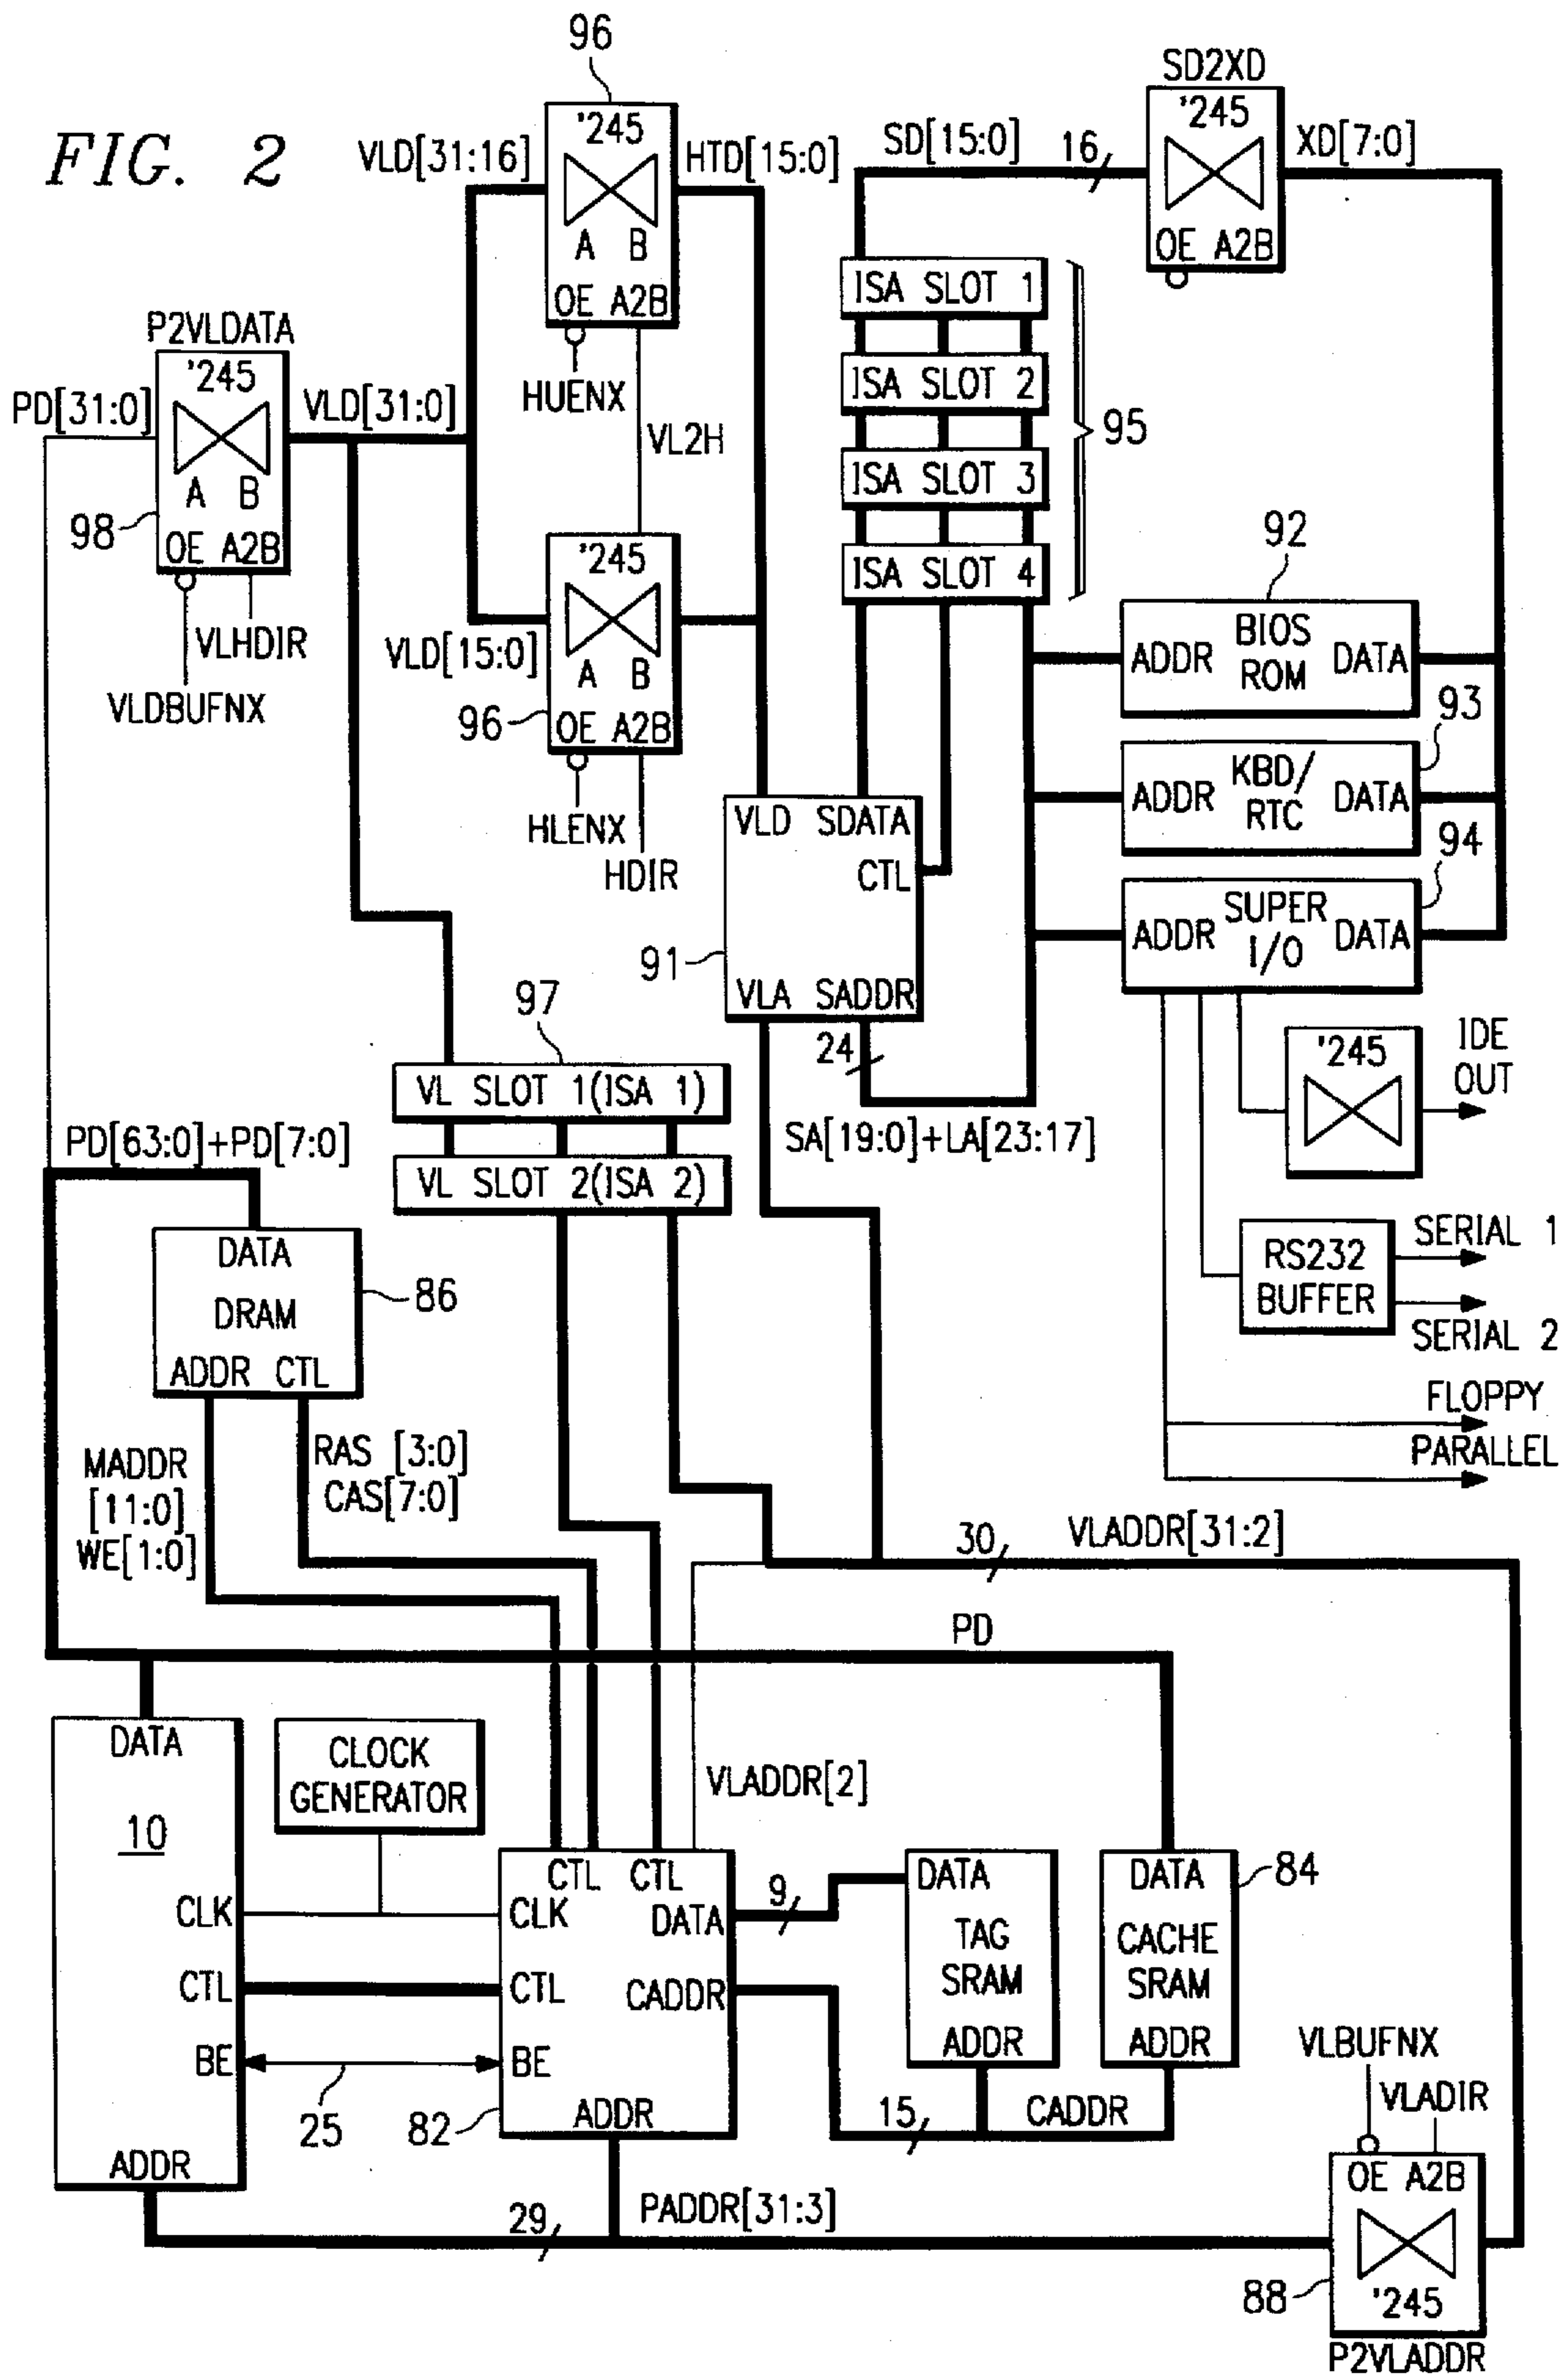 FIG. 2
96
'245
A B
OE A2B
VLD[31:16]
HTD[15:0]
HUENX
VL2H
SD[15:0]
16
SD2XD
'245
OE A2B
XD[7:0]
P2VLDATA
'245
A B
OE A2B
PD[31:0]
VLD[31:0]
98
VLHDIR
VLDBUFNX
ISA SLOT 1
ISA SLOT 2
ISA SLOT 3
ISA SLOT 4
95
'245
A B
OE A2B
VLD[15:0]
96
HLENX
HDIR
92
BIOS
ADDR ROM DATA
93
KBD/
ADDR RTC DATA
94
SUPER
ADDR I/O DATA
VLD SDATA
CTL
91
VLA SADDR
24
SA[19:0]+LA[23:17]
'245
IDE
OUT
97
VL SLOT 1(ISA 1)
VL SLOT 2(ISA 2)
PD[63:0]+PD[7:0]
DATA
DRAM
ADDR CTL
86
RS232
BUFFER
SERIAL 1
SERIAL 2
FLOPPY
PARALLEL
MADDR
[11:0]
WE[1:0]
RAS [3:0]
CAS[7:0]
30
VLADDR[31:2]
PD
DATA
10
CLK
CTL
BE
ADDR
CLOCK
GENERATOR
VLADDR[2]
CTL CTL
CLK
DATA
CTL
CADDR
BE
ADDR
25
82
9
DATA
TAG
SRAM
ADDR
DATA
CACHE
SRAM
ADDR
84
15
CADDR
VLBUFNX
VLADIR
OE A2B
'245
88
P2VLADDR
29
PADDR[31:3]